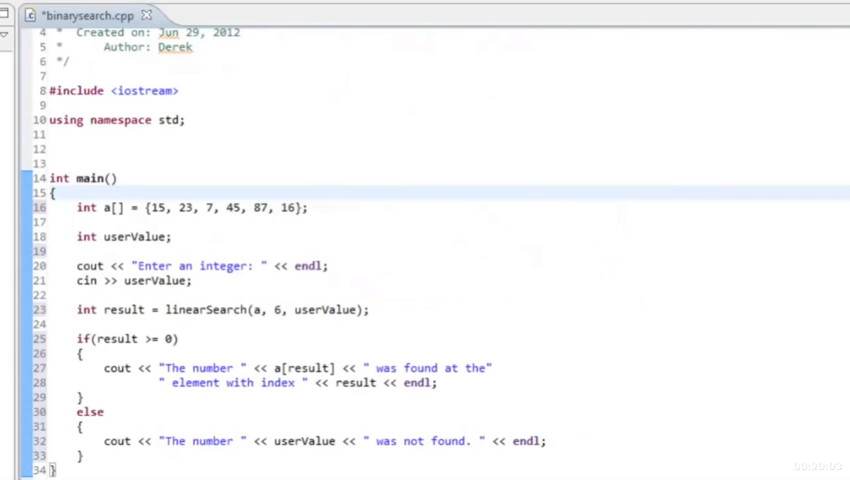 *binarysearch.cpp
4 * Created on: Jun 29, 2012
5 * Author: Derek
6 */
7
8 #include <iostream>
9
10 using namespace std;
11
12
13
14 int main()
15 {
16 int a[] = {15, 23, 7, 45, 87, 16};
17
18 int userValue;
19
20 cout << "Enter an integer: " << endl;
21 cin >> userValue;
22
23 int result = linearSearch(a, 6, userValue);
24
25 if(result >= 0)
26 {
27 cout << "The number " << a[result] << " was found at the"
28 " element with index " << result << endl;
29 }
30 else
31 {
32 cout << "The number " << userValue << " was not found. " << endl;
33 }
34 }
00:20:03